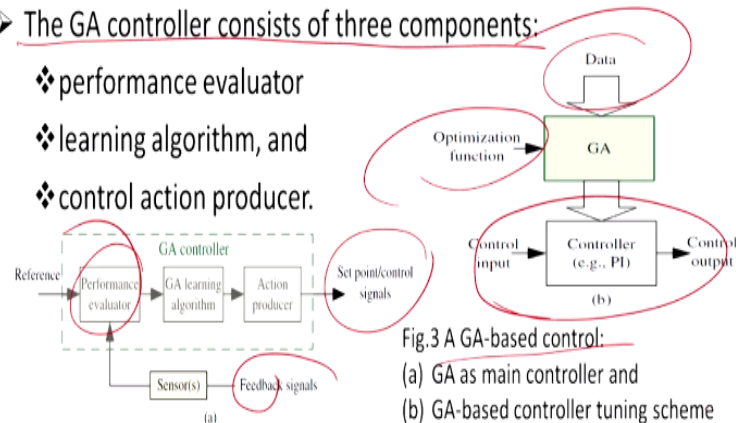 The GA controller consists of three components:
❖performance evaluator
❖learning algorithm, and
❖control action producer.
Data
Optimization
function
GA
Control
input
Controller
(e.g., PI)
Control
output
(b)
GA controller
Reference
Performance
evaluator
GA learning
algorithm
Action
producer
Set point/control
signals
Sensor(s)
Feedback signals
(a)
Fig.3 A GA-based control:
(a) GA as main controller and
(b) GA-based controller tuning scheme